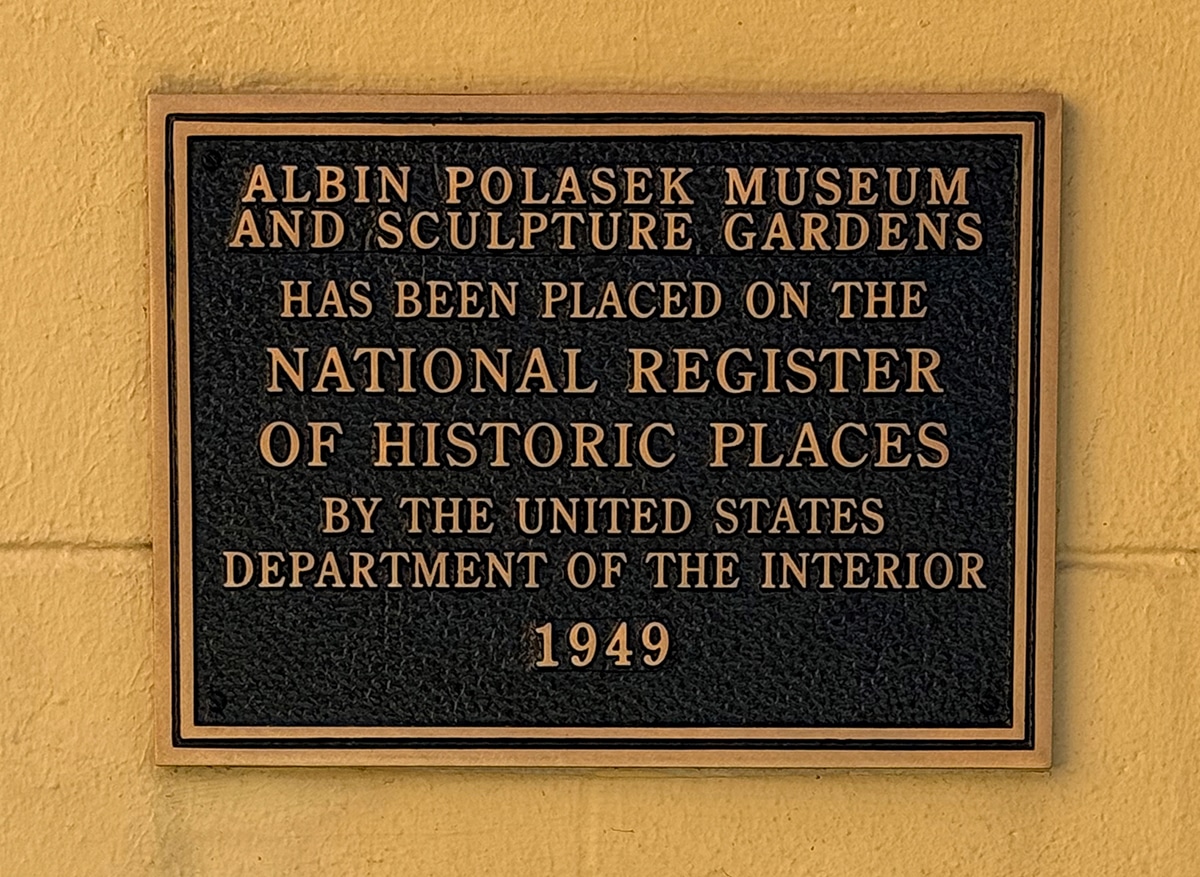 ALBIN POLASEK MUSEUM
AND SCULPTURE GARDENS
HAS BEEN PLACED ON THE
NATIONAL REGISTER
OF HISTORIC PLACES
BY THE UNITED STATES
DEPARTMENT OF THE INTERIOR
1949